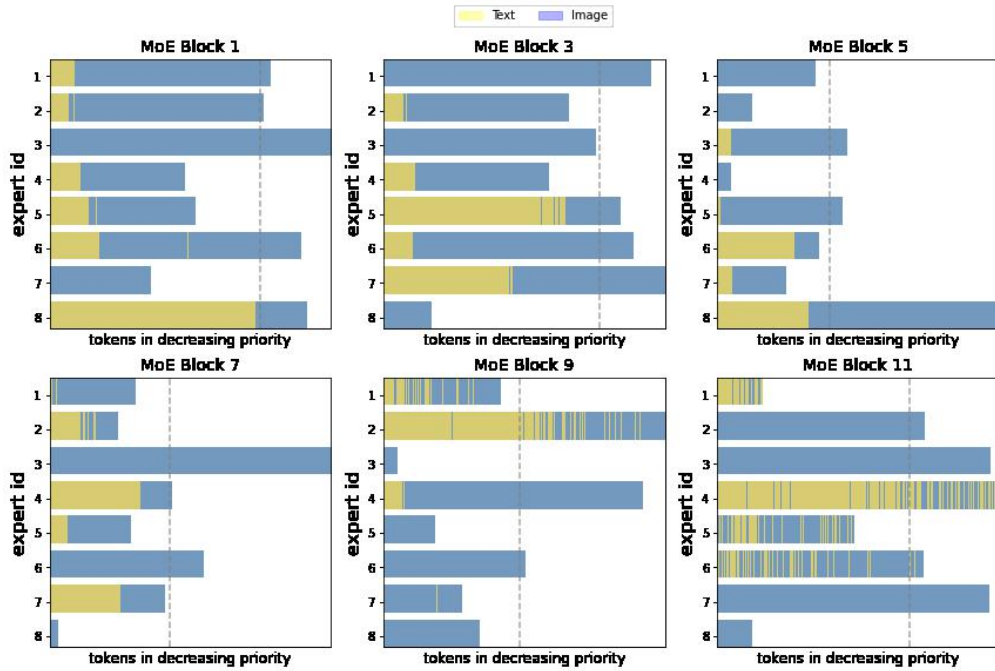 Text Image
MoE Block 1
MoE Block 3
MoE Block 5
expert id
1
2
3
4
5
6
7
8
tokens in decreasing priority
expert id
1
2
3
4
5
6
7
8
tokens in decreasing priority
expert id
1
2
3
4
5
6
7
8
tokens in decreasing priority
MoE Block 7
MoE Block 9
MoE Block 11
expert id
1
2
3
4
5
6
7
8
tokens in decreasing priority
expert id
1
2
3
4
5
6
7
8
tokens in decreasing priority
expert id
1
2
3
4
5
6
7
8
tokens in decreasing priority